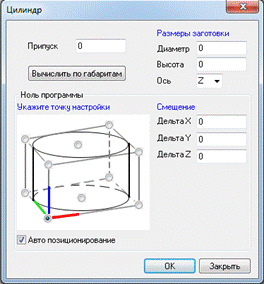 Цилиндр
Размеры заготовки
Припуск 0
Диаметр 0
Высота 0
Вычислить по габаритам
Ось Z
Ноль программы
Укажите точку настройки
Смещение
Дельта X 0
Дельта Y 0
Дельта Z 0
Авто позиционирование
OK
Закрыть